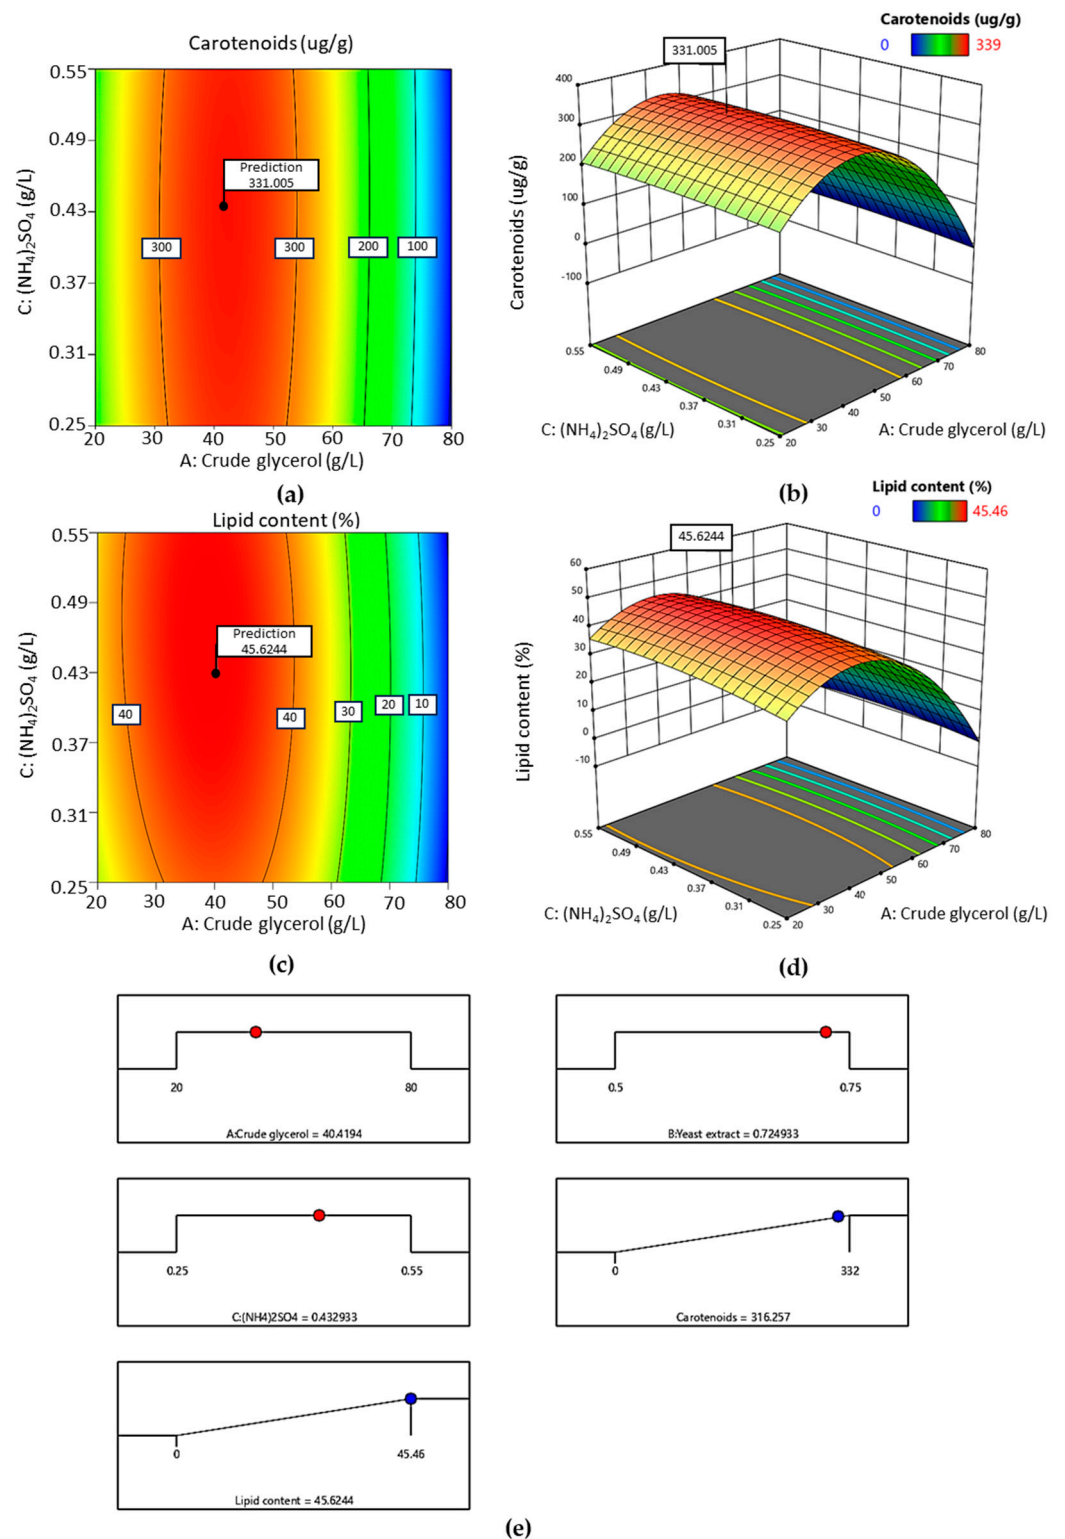 Carotenoids (ug/g)
0.55
0.49
0.43
0.37
0.31
0.25
C: (NH4)2SO4 (g/L)
Prediction
331.005
300
300
200
100
20 30 40 50 60 70 80
A: Crude glycerol (g/L)
(a)
Carotenoids (ug/g)
0 339
331.005
400
300
200
100
0
-100
Carotenoids (ug/g)
0.55
0.49
0.43
0.37
0.31
0.25
20
30
40
50
60
70
80
C: (NH4)2SO4 (g/L)
A: Crude glycerol (g/L)
(b)
Lipid content (%)
0.55
0.49
0.43
0.37
0.31
0.25
C: (NH4)2SO4 (g/L)
Prediction
45.6244
40
40
30
20
10
20 30 40 50 60 70 80
A: Crude glycerol (g/L)
(c)
Lipid content (%)
0 45.46
45.6244
60
50
40
30
20
10
0
-10
Lipid content (%)
0.55
0.49
0.43
0.37
0.31
0.25
20
30
40
50
60
70
80
C: (NH4)2SO4 (g/L)
A: Crude glycerol (g/L)
(d)
20 80
A:Crude glycerol = 40.4194
0.5 0.75
B:Yeast extract = 0.724933
0.25 0.55
C:(NH4)2SO4 = 0.432933
0 332
Carotenoids = 316.257
0 45.46
Lipid content = 45.6244
(e)